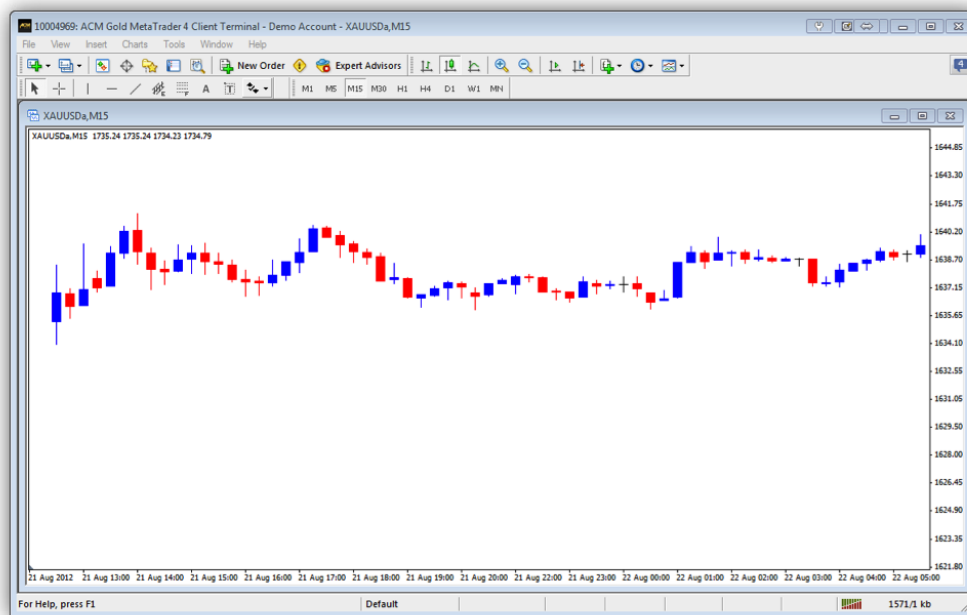 10004969: ACM Gold MetaTrader 4 Client Terminal - Demo Account - XAUUSDa,M15
File View Insert Charts Tools Window Help
New Order Expert Advisors 4
A T M1 M5 M15 M30 H1 H4 D1 W1 MN
XAUUSDa,M15
XAUUSDa,M15 1735.24 1735.24 1734.23 1734.79
1644.85
1643.30
1641.75
1640.20
1638.70
1637.15
1635.65
1634.10
1632.55
1631.05
1629.50
1628.00
1626.45
1624.90
1623.35
1621.80
21 Aug 2012 21 Aug 13:00 21 Aug 14:00 21 Aug 15:00 21 Aug 16:00 21 Aug 17:00 21 Aug 18:00 21 Aug 19:00 21 Aug 20:00 21 Aug 22:00 21 Aug 23:00 22 Aug 00:00 22 Aug 01:00 22 Aug 02:00 22 Aug 03:00 22 Aug 04:00 22 Aug 05:00
For Help, press F1 Default 1571/1 kb